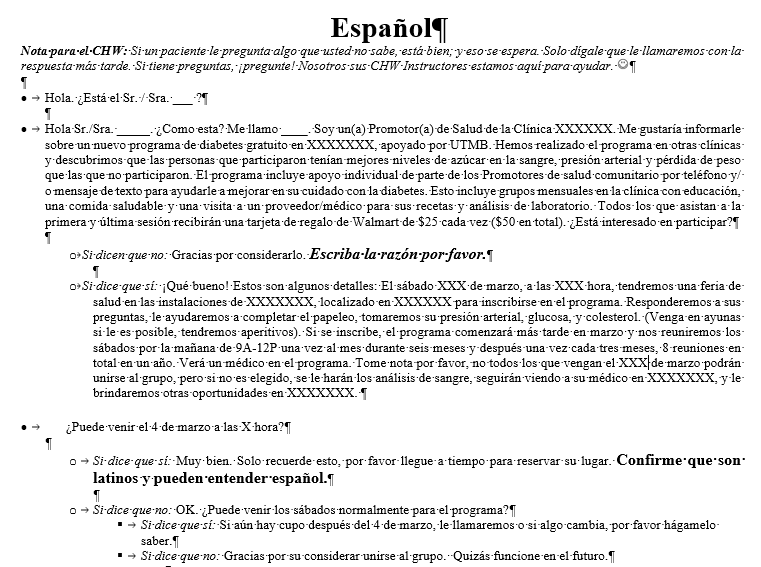 Español¶
Nota para el CHW: Si un paciente le pregunta algo que usted no sabe, está bien; y eso se espera. Solo dígale que le llamaremos con la
respuesta más tarde. Si tiene preguntas, ¡pregunte! Nosotros sus CHW Instructores estamos aquí para ayudar. ☺¶
¶
• → Hola. ¿Está el Sr. / Sra. ___ ?¶
¶
• → Hola Sr./Sra. _____. ¿Como esta? Me llamo ____. Soy un(a) Promotor(a) de Salud de la Clínica XXXXXX. Me gustaría informarle
sobre un nuevo programa de diabetes gratuito en XXXXXXX, apoyado por UTMB. Hemos realizado el programa en otras clínicas
y descubrimos que las personas que participaron tenían mejores niveles de azúcar en la sangre, presión arterial y pérdida de peso
que las que no participaron. El programa incluye apoyo individual de parte de los Promotores de salud comunitario por teléfono y/
o mensaje de texto para ayudarle a mejorar en su cuidado con la diabetes. Esto incluye grupos mensuales en la clínica con educación,
una comida saludable y una visita a un proveedor/médico para sus recetas y análisis de laboratorio. Todos los que asistan a la
primera y última sesión recibirán una tarjeta de regalo de Walmart de $25 cada vez ($50 en total). ¿Está interesado en participar?¶
¶
o→Si dicen que no: Gracias por considerarlo. Escriba la razón por favor.¶
¶
o→Si dice que sí: ¡Qué bueno! Estos son algunos detalles: El sábado XXX de marzo, a las XXX hora, tendremos una feria de
salud en las instalaciones de XXXXXXX, localizado en XXXXXX para inscribirse en el programa. Responderemos a sus
preguntas, le ayudaremos a completar el papeleo, tomaremos su presión arterial, glucosa, y colesterol. (Venga en ayunas
si le es posible, tendremos aperitivos). Si se inscribe, el programa comenzará más tarde en marzo y nos reuniremos los
sábados por la mañana de 9A-12P una vez al mes durante seis meses y después una vez cada tres meses, 8 reuniones en
total en un año. Verá un médico en el programa. Tome nota por favor, no todos los que vengan el XXX de marzo podrán
unirse al grupo, pero si no es elegido, se le harán los análisis de sangre, seguirán viendo a su médico en XXXXXXX, y le
brindaremos otras oportunidades en XXXXXXX. ¶
• → ¿Puede venir el 4 de marzo a las X hora?¶
¶
o → Si dice que sí: Muy bien. Solo recuerde esto, por favor llegue a tiempo para reservar su lugar. Confirme que son
latinos y pueden entender español.¶
¶
o → Si dice que no: OK. ¿Puede venir los sábados normalmente para el programa?¶
▪ → Si dice que sí: Si aún hay cupo después del 4 de marzo, le llamaremos o si algo cambia, por favor hágamelo
saber.¶
▪ → Si dice que no: Gracias por su considerar unirse al grupo. Quizás funcione en el futuro.¶